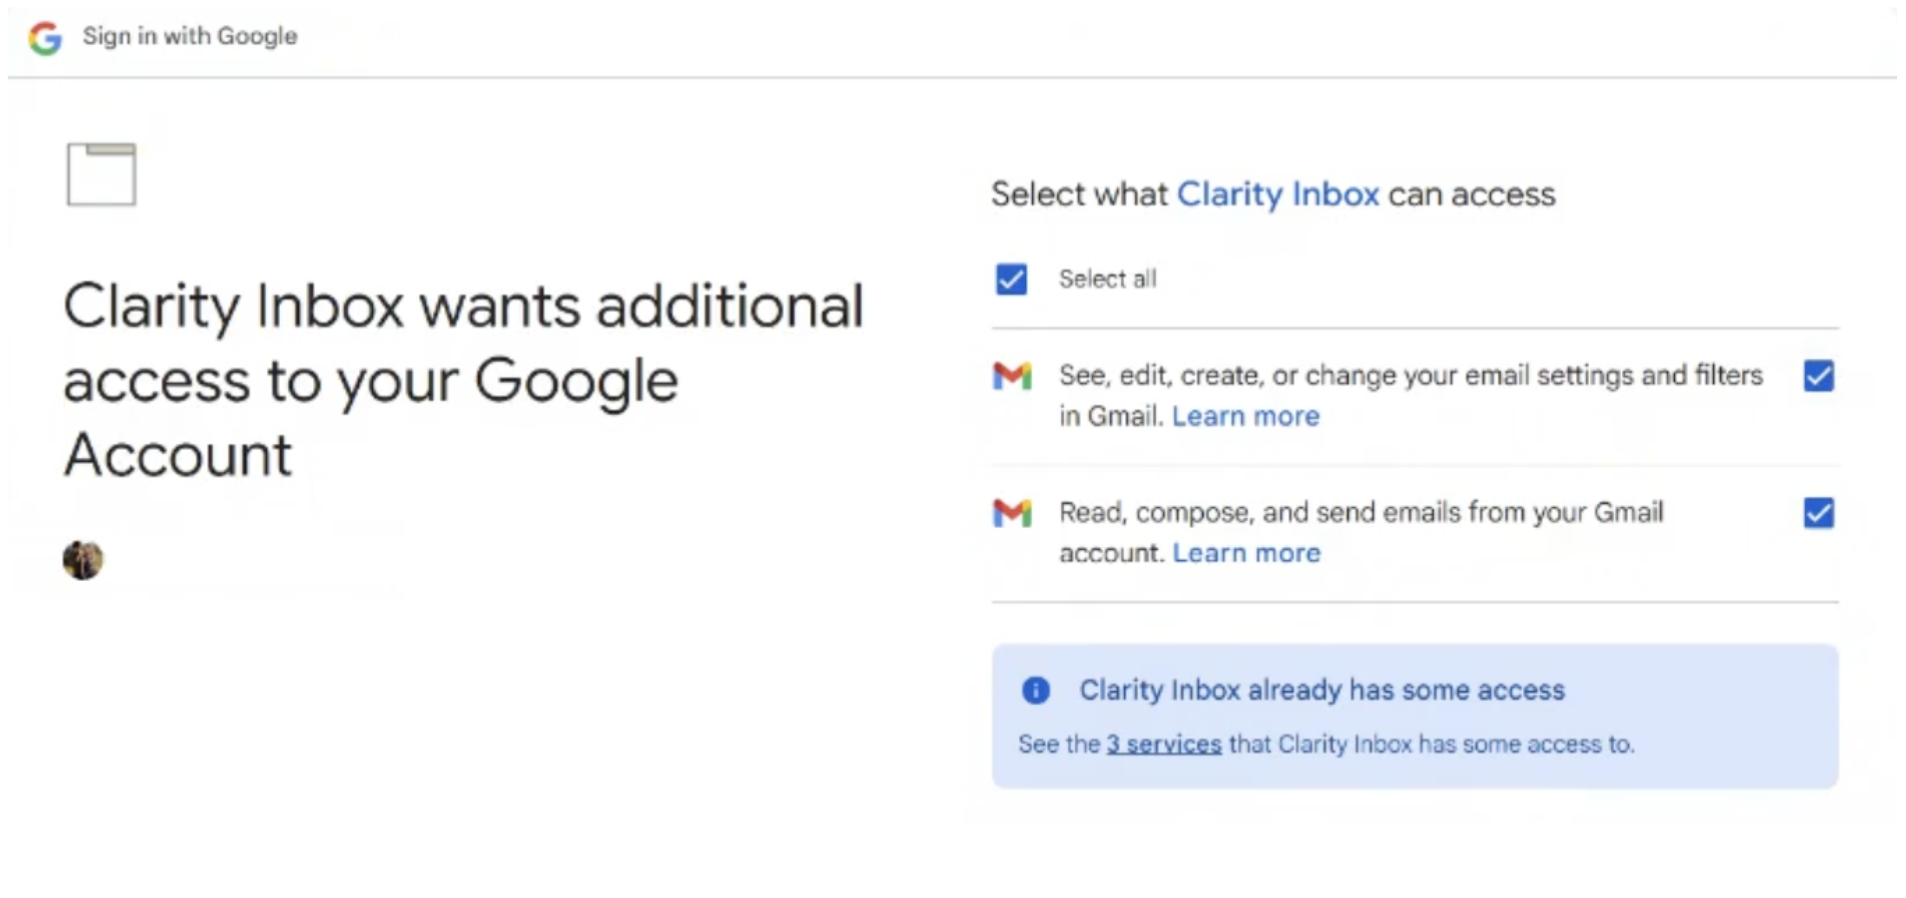 Sign in with Google
Clarity Inbox wants additional
access to your Google
Account
Select what Clarity Inbox can access
Select all
See, edit, create, or change your email settings and filters
in Gmail. Learn more
Read, compose, and send emails from your Gmail
account. Learn more
Clarity Inbox already has some access
See the 3 services that Clarity Inbox has some access to.